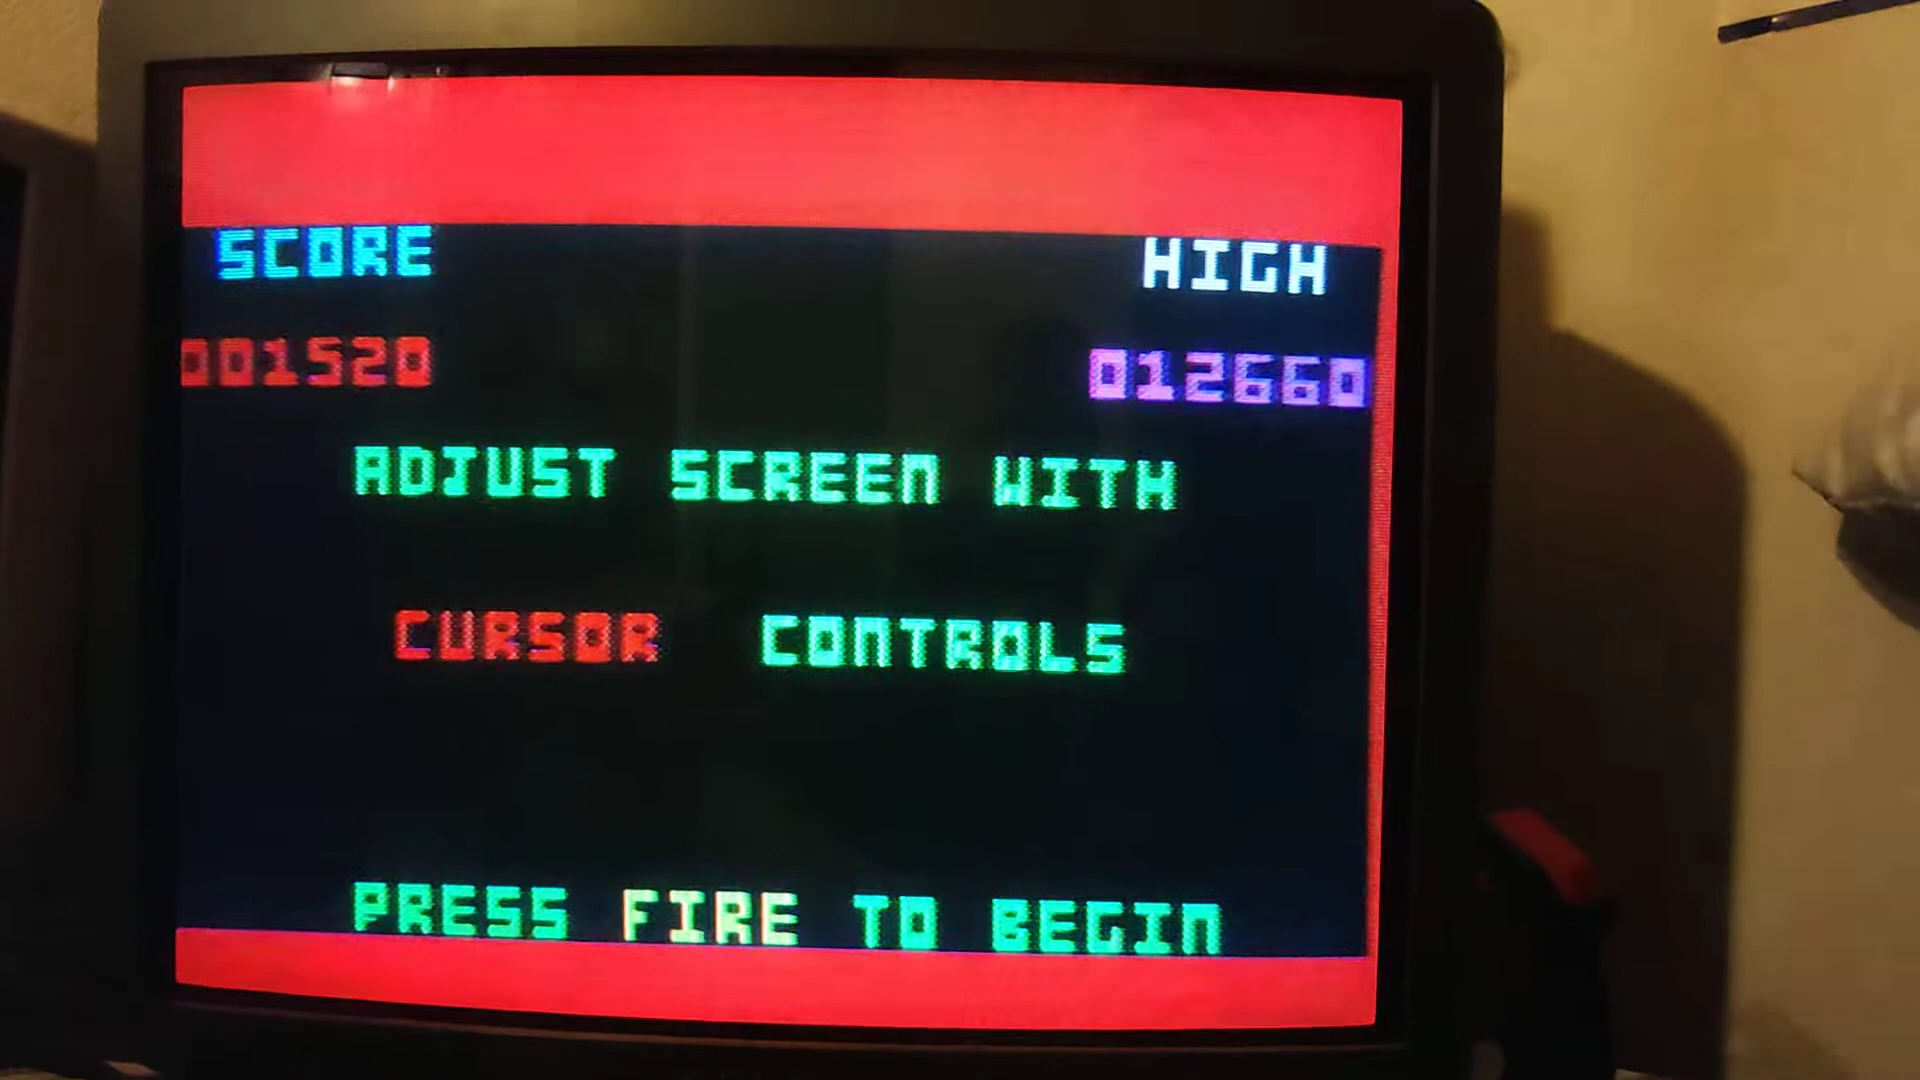 SCORE HIGH
001520 012660
ADJUST SCREEN WITH
CURSOR CONTROLS
PRESS FIRE TO BEGIN